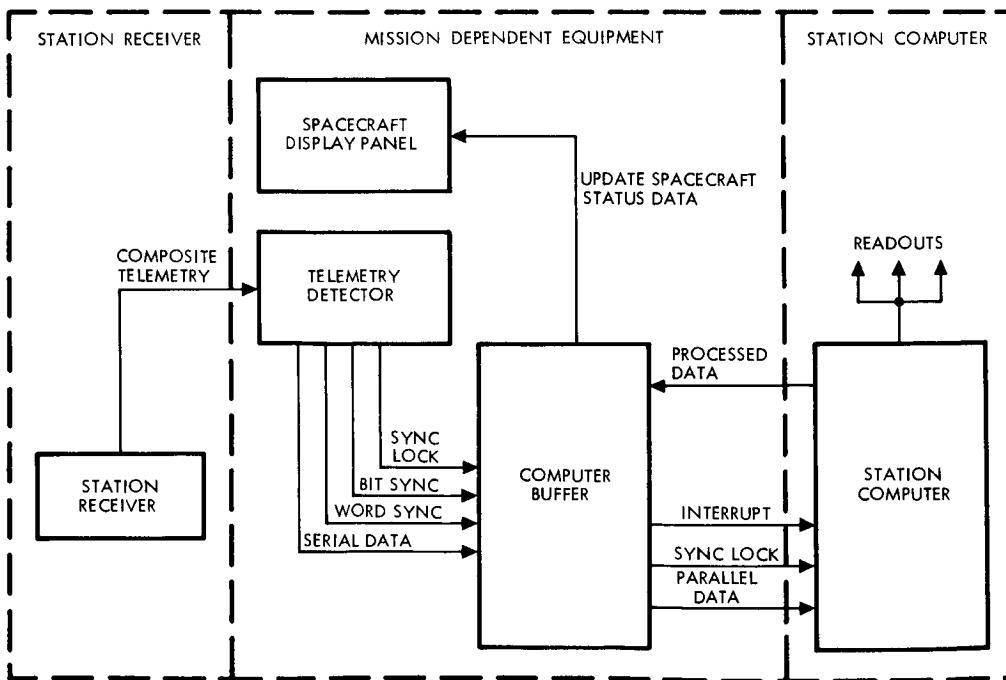 STATION RECEIVER
MISSION DEPENDENT EQUIPMENT
STATION COMPUTER
SPACECRAFT
DISPLAY PANEL
UPDATE SPACECRAFT
STATUS DATA
COMPOSITE
TELEMETRY
TELEMETRY
DETECTOR
READOUTS
PROCESSED
DATA
SYNC
LOCK
BIT SYNC
WORD SYNC
SERIAL DATA
STATION
RECEIVER
COMPUTER
BUFFER
INTERRUPT
SYNC LOCK
PARALLEL
DATA
STATION
COMPUTER